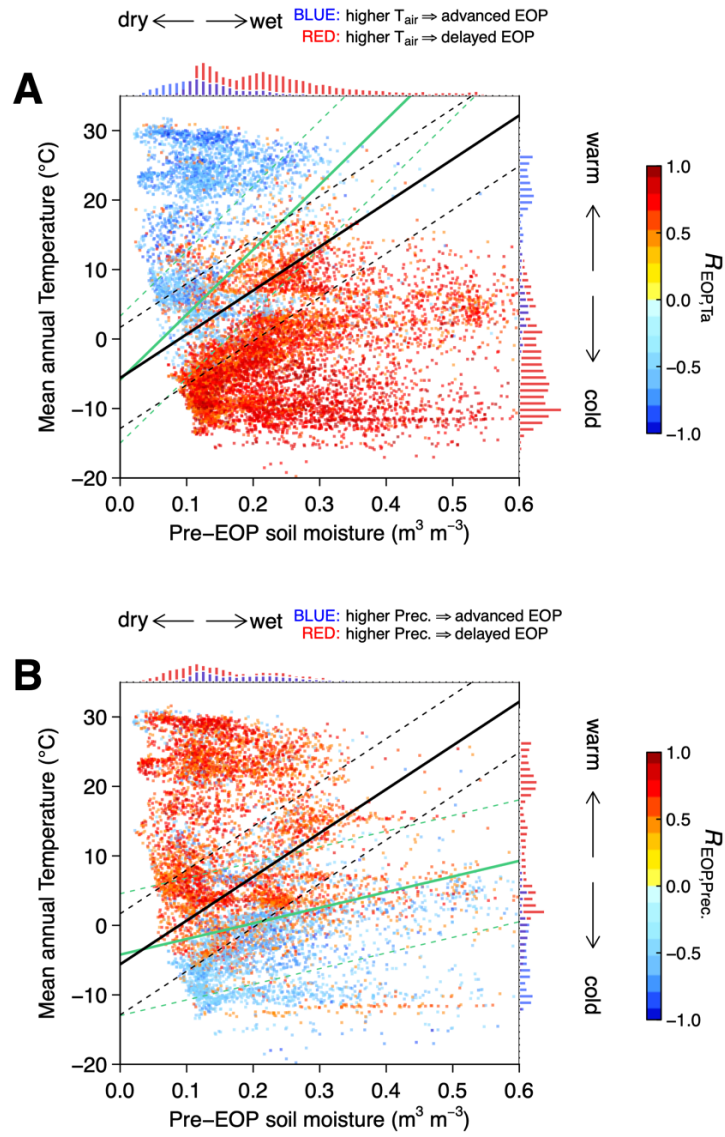 dry wet
BLUE: higher Tair ⇒ advanced EOP
RED: higher Tair ⇒ delayed EOP
A
30
20
10
0
−10
−20
Mean annual Temperature (°C)
0.0 0.1 0.2 0.3 0.4 0.5 0.6
Pre−EOP soil moisture (m³ m⁻³)
warm
cold
1.0
0.5
0.0
−0.5
−1.0
REOP,Ta
dry wet
BLUE: higher Prec. ⇒ advanced EOP
RED: higher Prec. ⇒ delayed EOP
B
30
20
10
0
−10
−20
Mean annual Temperature (°C)
0.0 0.1 0.2 0.3 0.4 0.5 0.6
Pre−EOP soil moisture (m³ m⁻³)
warm
cold
1.0
0.5
0.0
−0.5
−1.0
REOP,Prec.